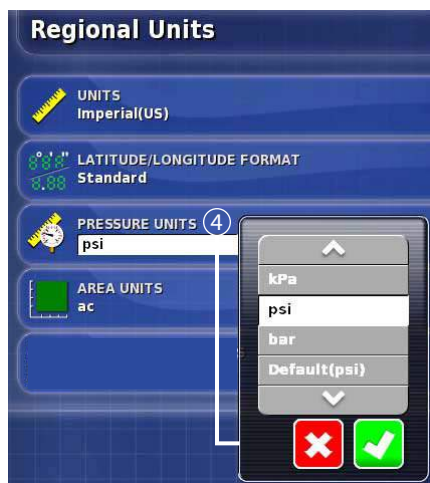 Regional Units
UNITS
Imperial(US)
LATITUDE/LONGITUDE FORMAT
Standard
PRESSURE UNITS ④
psi
AREA UNITS
ac
kPa
psi
bar
Default(psi)